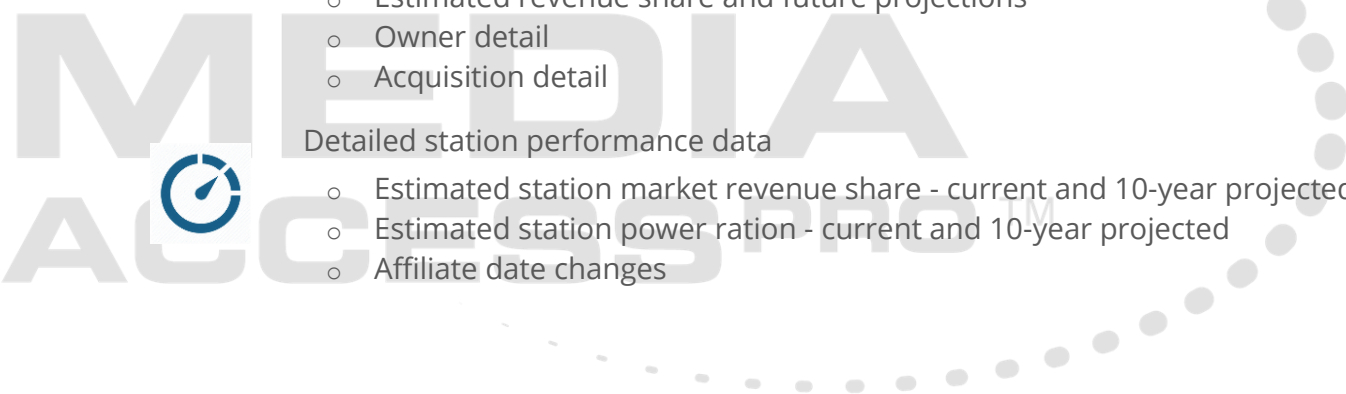 Estimated revenue share and future projections
o Owner detail
o Acquisition detail
Detailed station performance data
o Estimated station market revenue share - current and 10-year projected
o Estimated station power ration - current and 10-year projected
o Affiliate date changes
MEDIA
ACCESS PRO™